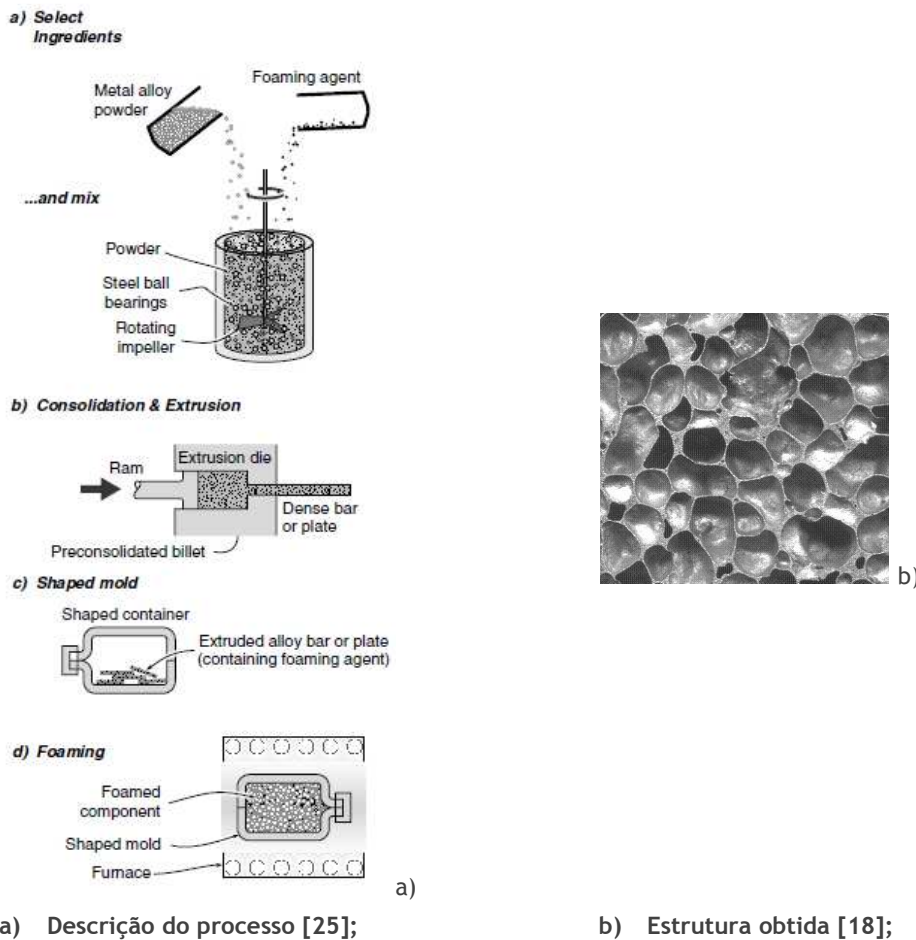 a) Select
Ingredients
Foaming agent
Metal alloy
powder
...and mix
Powder
Steel ball
bearings
Rotating
impeller
b) Consolidation & Extrusion
Extrusion die
Ram
Dense bar
or plate
Preconsolidated billet
c) Shaped mold
Shaped container
Extruded alloy bar or plate
(containing foaming agent)
d) Foaming
Foamed
component
Shaped mold
Furnace
a)
b)
a) Descrição do processo [25];
b) Estrutura obtida [18];